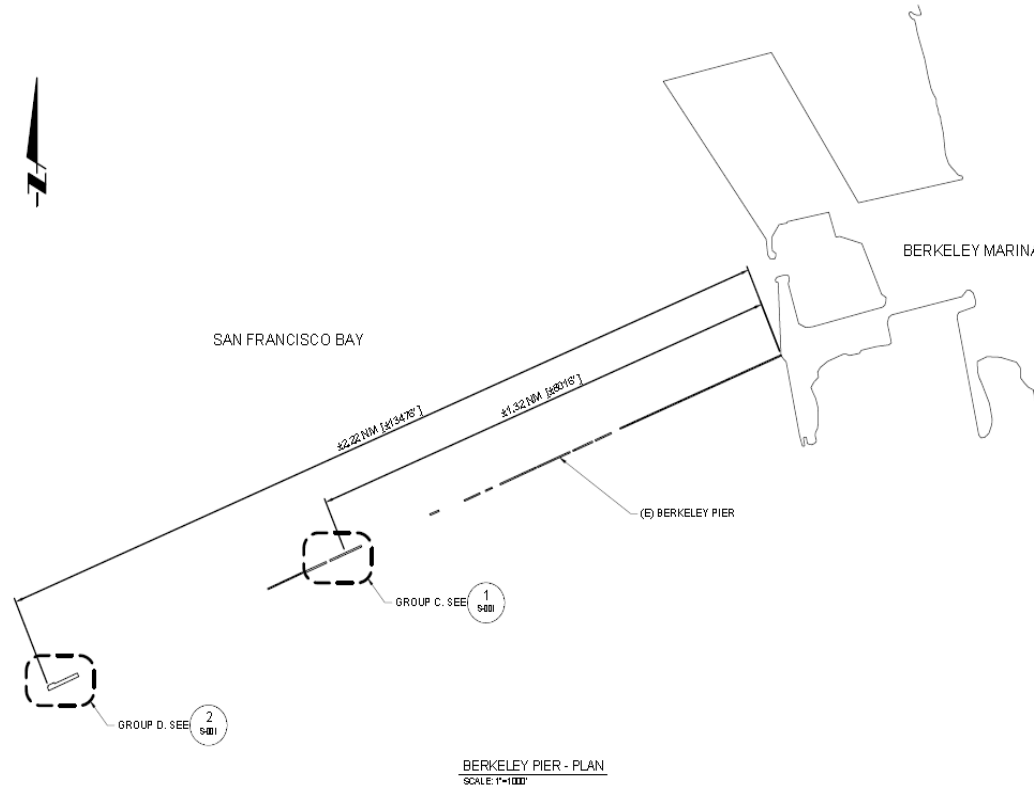 Z
BERKELEY MARINA
SAN FRANCISCO BAY
±2.22 NM [±13476']
±1.32 NM [±8016']
(E) BERKELEY PIER
GROUP C. SEE
1
S-001
GROUP D. SEE
2
S-001
BERKELEY PIER - PLAN
SCALE: 1"=1000'